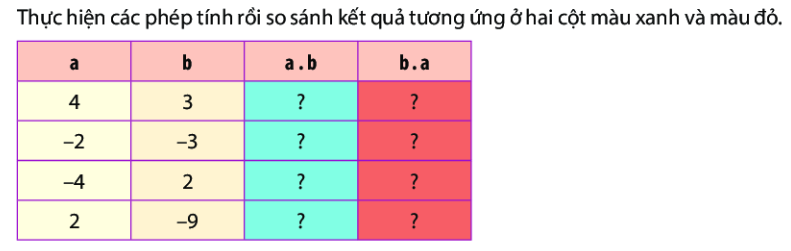 Thực hiện các phép tính rồi so sánh kết quả tương ứng ở hai cột màu xanh và màu đỏ.
a b a . b b . a
4 3 ? ?
–2 –3 ? ?
–4 2 ? ?
2 –9 ? ?